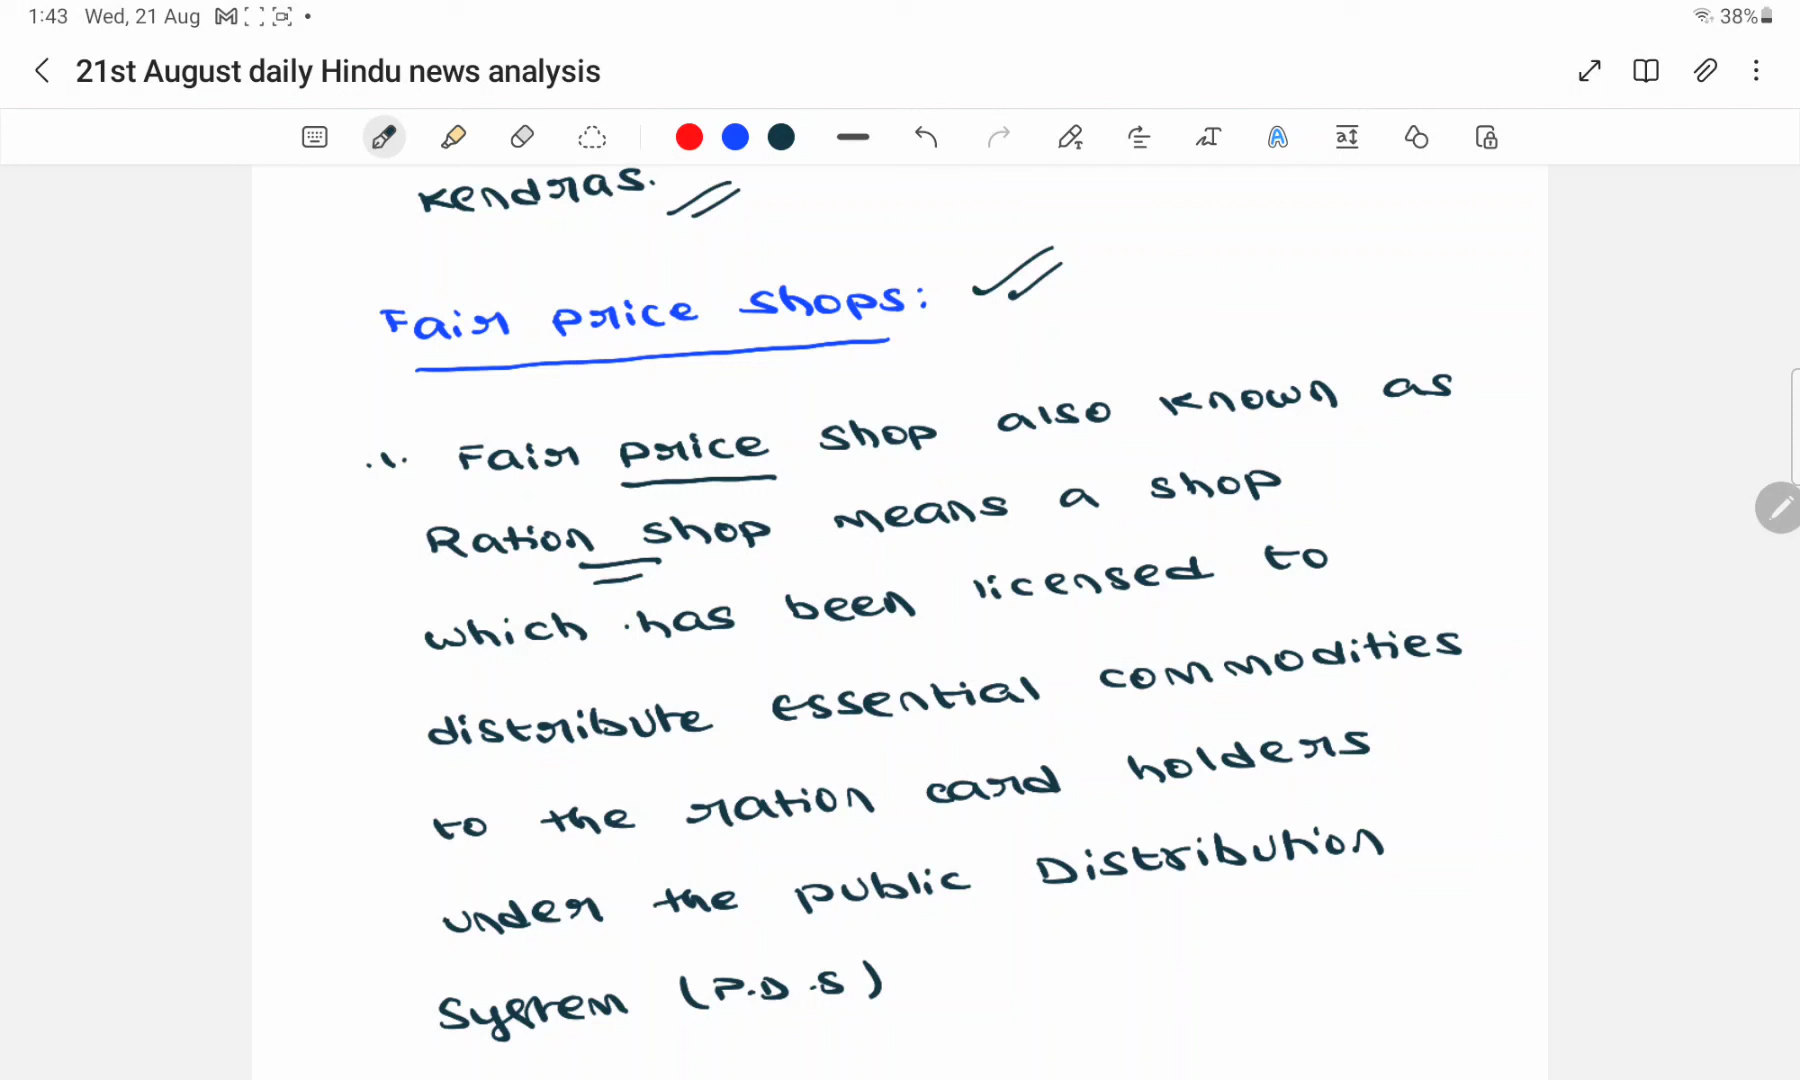 1:43 Wed, 21 Aug
38%
21st August daily Hindu news analysis
Kendras.
Fair price shops:
.1. Fair price shop also known as
Ration shop means a shop
which has been licensed to
distribute essential commodities
to the ration card holders
under the public Distribution
System (P.D.S)